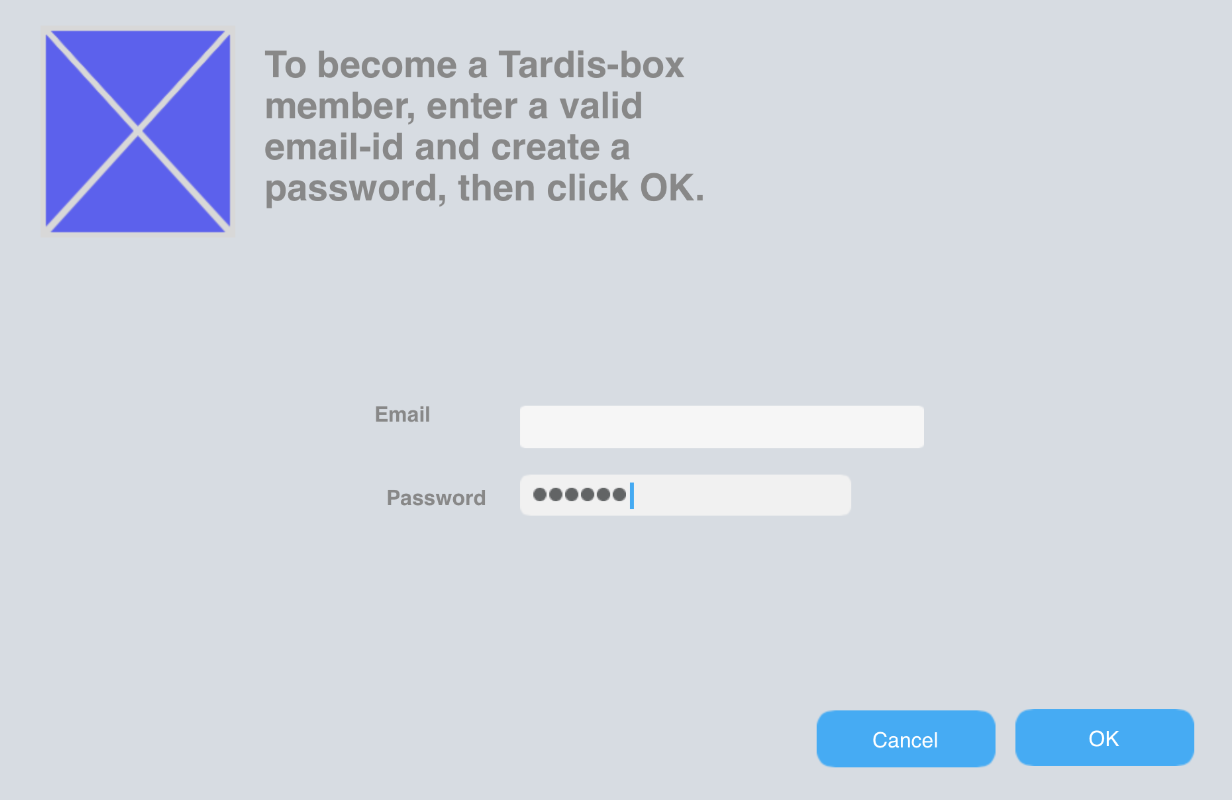 To become a Tardis-box
member, enter a valid
email-id and create a
password, then click OK.
Email
Password
●●●●●●
Cancel
OK